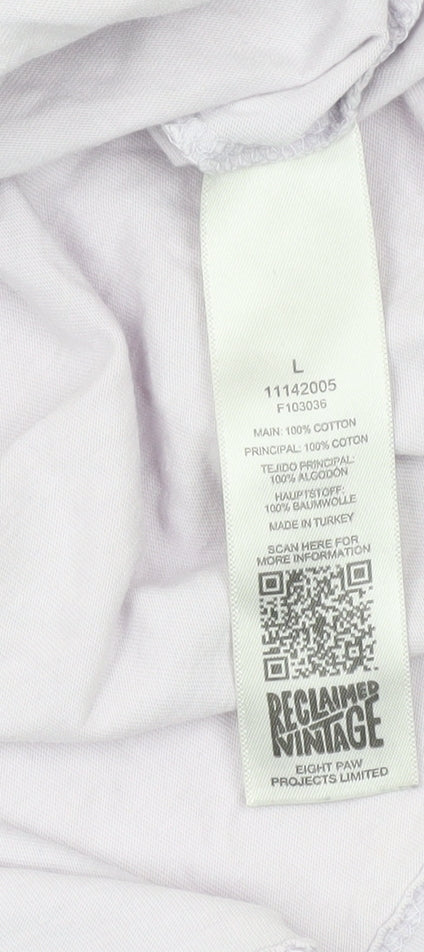 L
11142005
F103036
MAIN: 100% COTTON
PRINCIPAL: 100% COTON
TEJIDO PRINCIPAL:
100% ALGODÓN
HAUPTSTOFF:
100% BAUMWOLLE
MADE IN TURKEY
SCAN HERE FOR
MORE INFORMATION
RECLAIMED
VINTAGE
EIGHT PAW
PROJECTS LIMITED